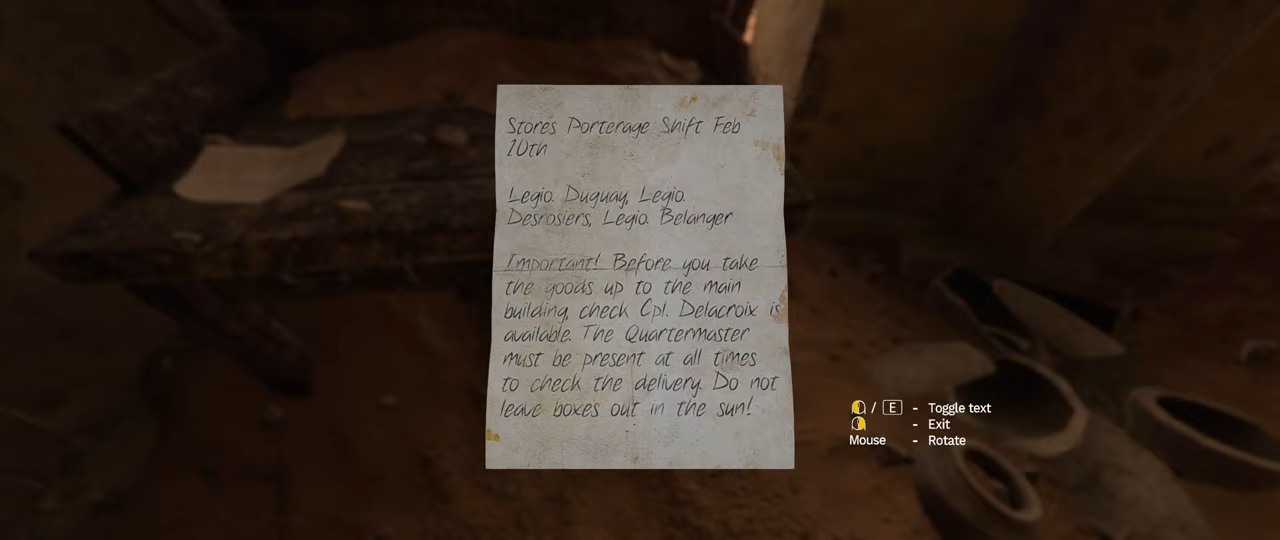 Stores Porterage Shift Feb
10th
Legio. Duguay, Legio.
Desrosiers, Legio. Belanger
Important! Before you take
the goods up to the main
building, check Cpl. Delacroix is
available. The Quartermaster
must be present at all times
to check the delivery. Do not
leave boxes out in the sun!
/ E - Toggle text
- Exit
Mouse - Rotate